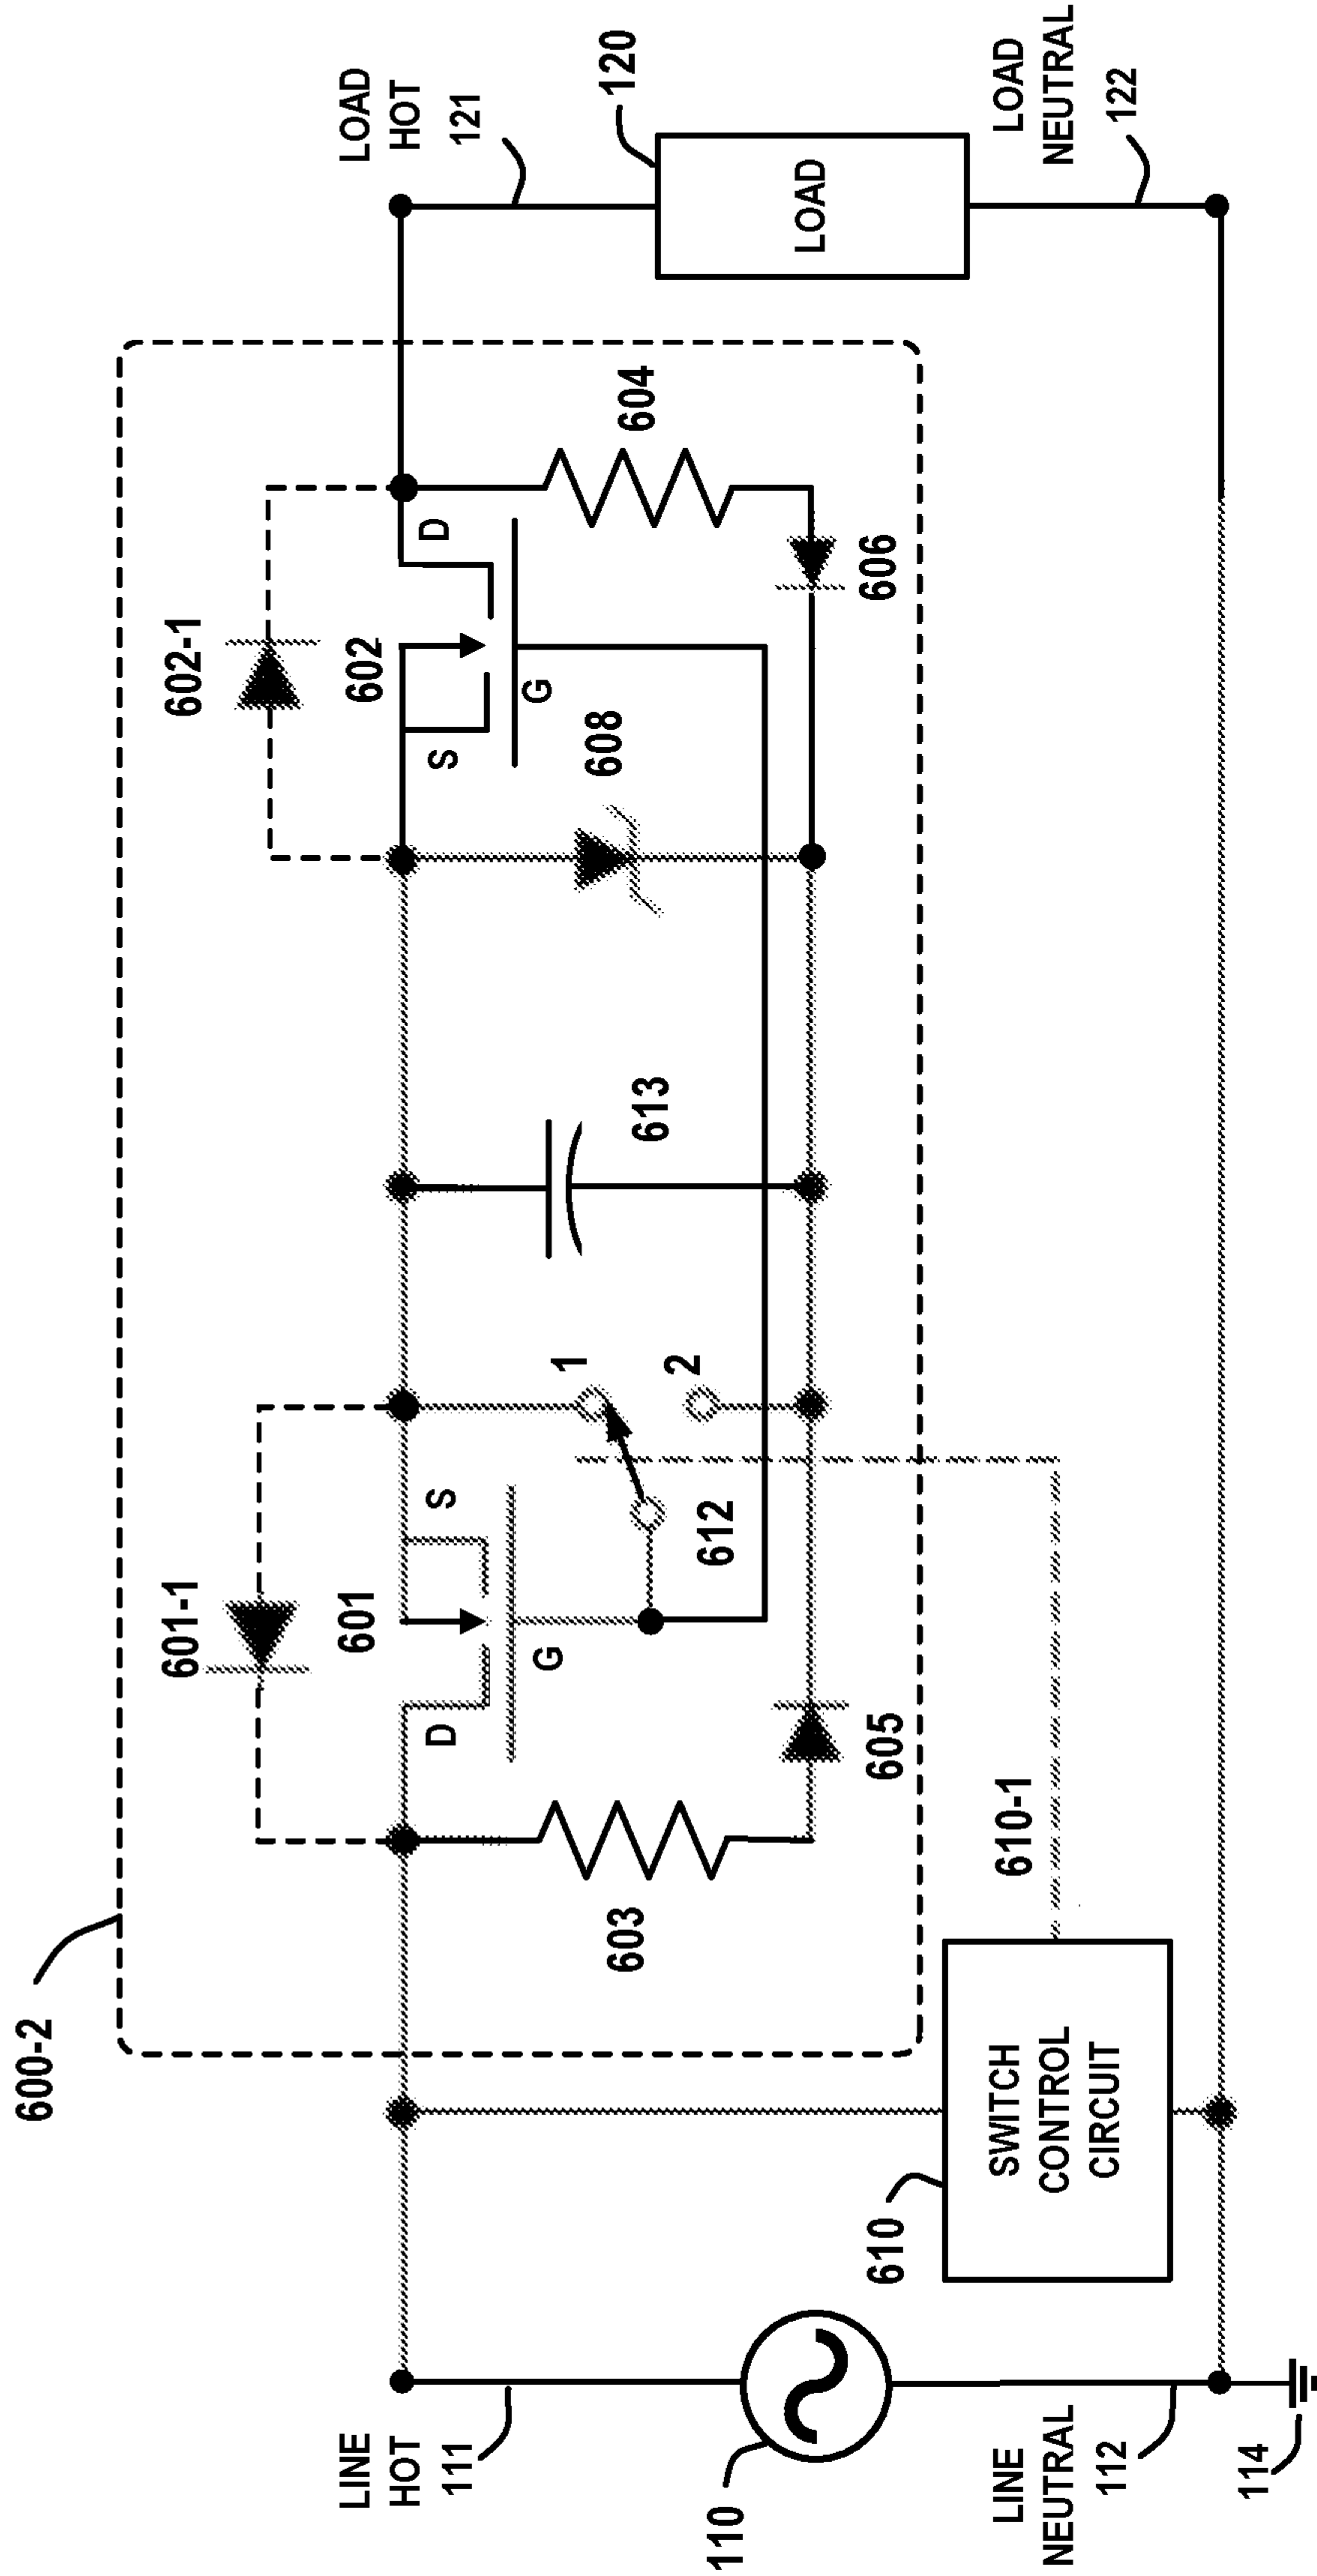 600-2
601-1
602-1
LINE
HOT
111
LOAD
HOT
121
601
D
S
G
602
S
D
G
603
1
2
612
613
608
604
606
605
120
LOAD
110
610
SWITCH
CONTROL
CIRCUIT
610-1
LINE
NEUTRAL
112
114
LOAD
NEUTRAL
122